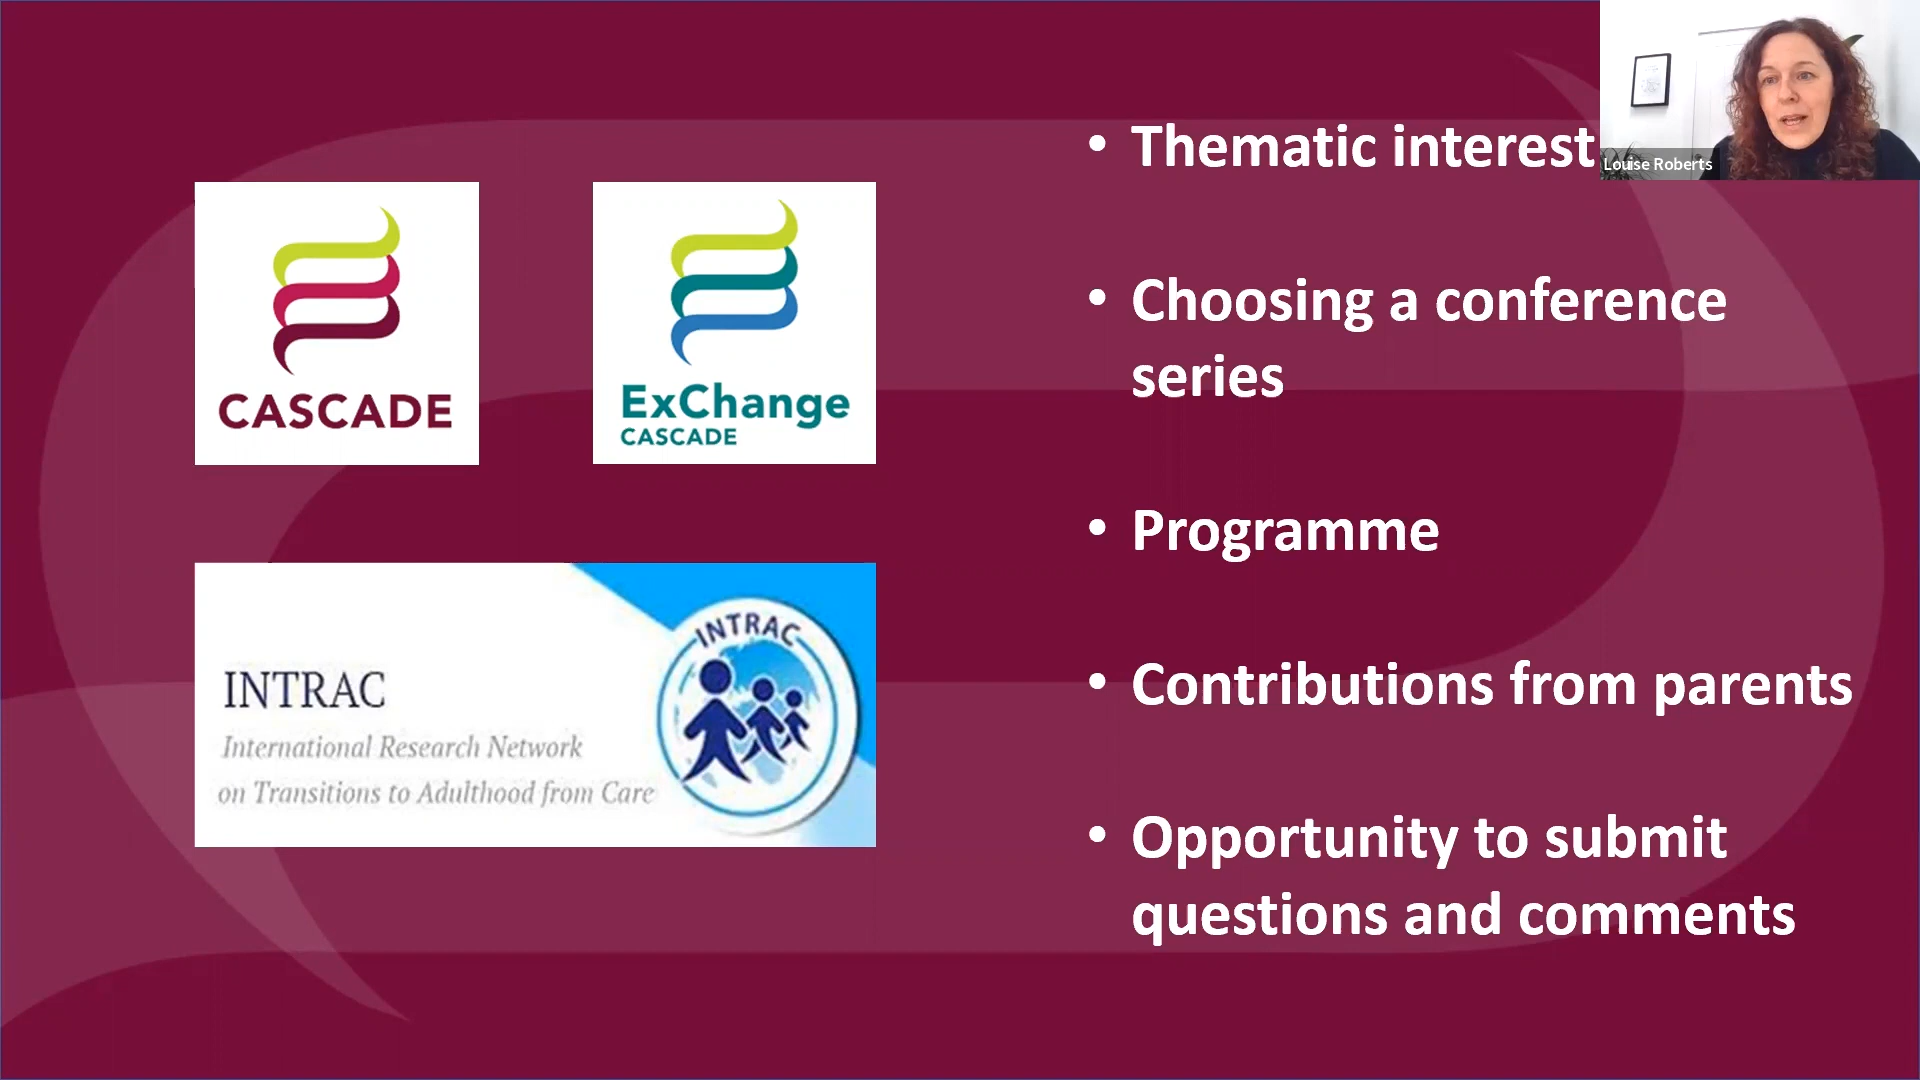 Thematic interest
Louise Roberts
Choosing a conference
series
CASCADE
ExChange
CASCADE
Programme
INTRAC
INTRAC
International Research Network
on Transitions to Adulthood from Care
Contributions from parents
Opportunity to submit
questions and comments